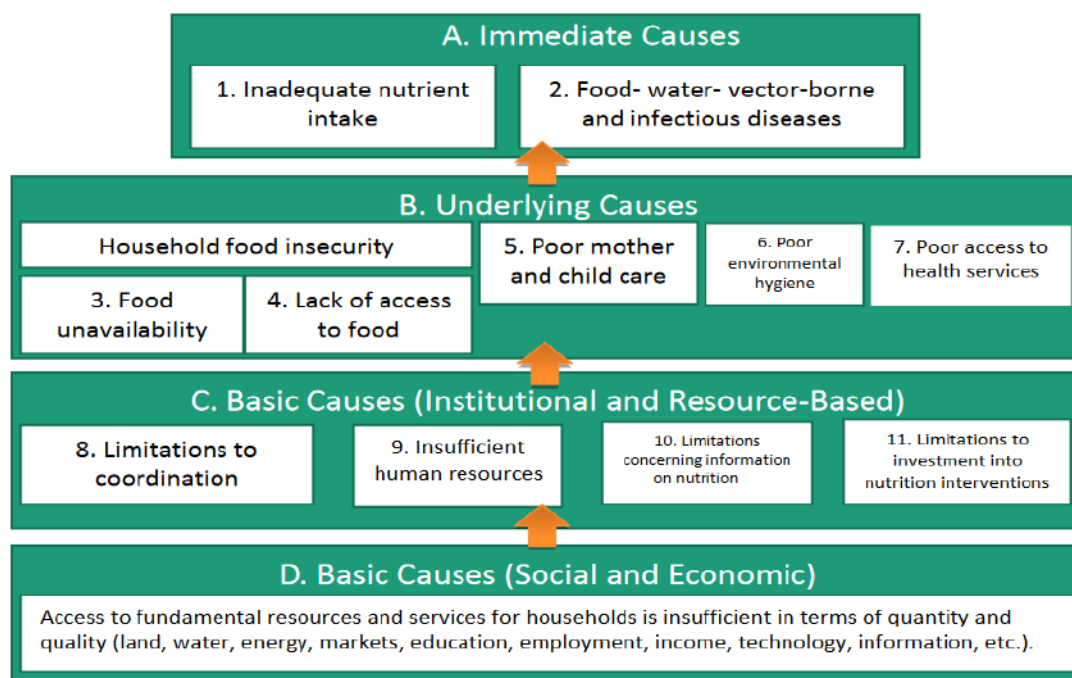 A. Immediate Causes
1. Inadequate nutrient
intake
2. Food- water- vector-borne
and infectious diseases
B. Underlying Causes
Household food insecurity
3. Food
unavailability
4. Lack of access
to food
5. Poor mother
and child care
6. Poor
environmental
hygiene
7. Poor access to
health services
C. Basic Causes (Institutional and Resource-Based)
8. Limitations to
coordination
9. Insufficient
human resources
10. Limitations
concerning information
on nutrition
11. Limitations to
investment into
nutrition interventions
D. Basic Causes (Social and Economic)
Access to fundamental resources and services for households is insufficient in terms of quantity and
quality (land, water, energy, markets, education, employment, income, technology, information, etc.).